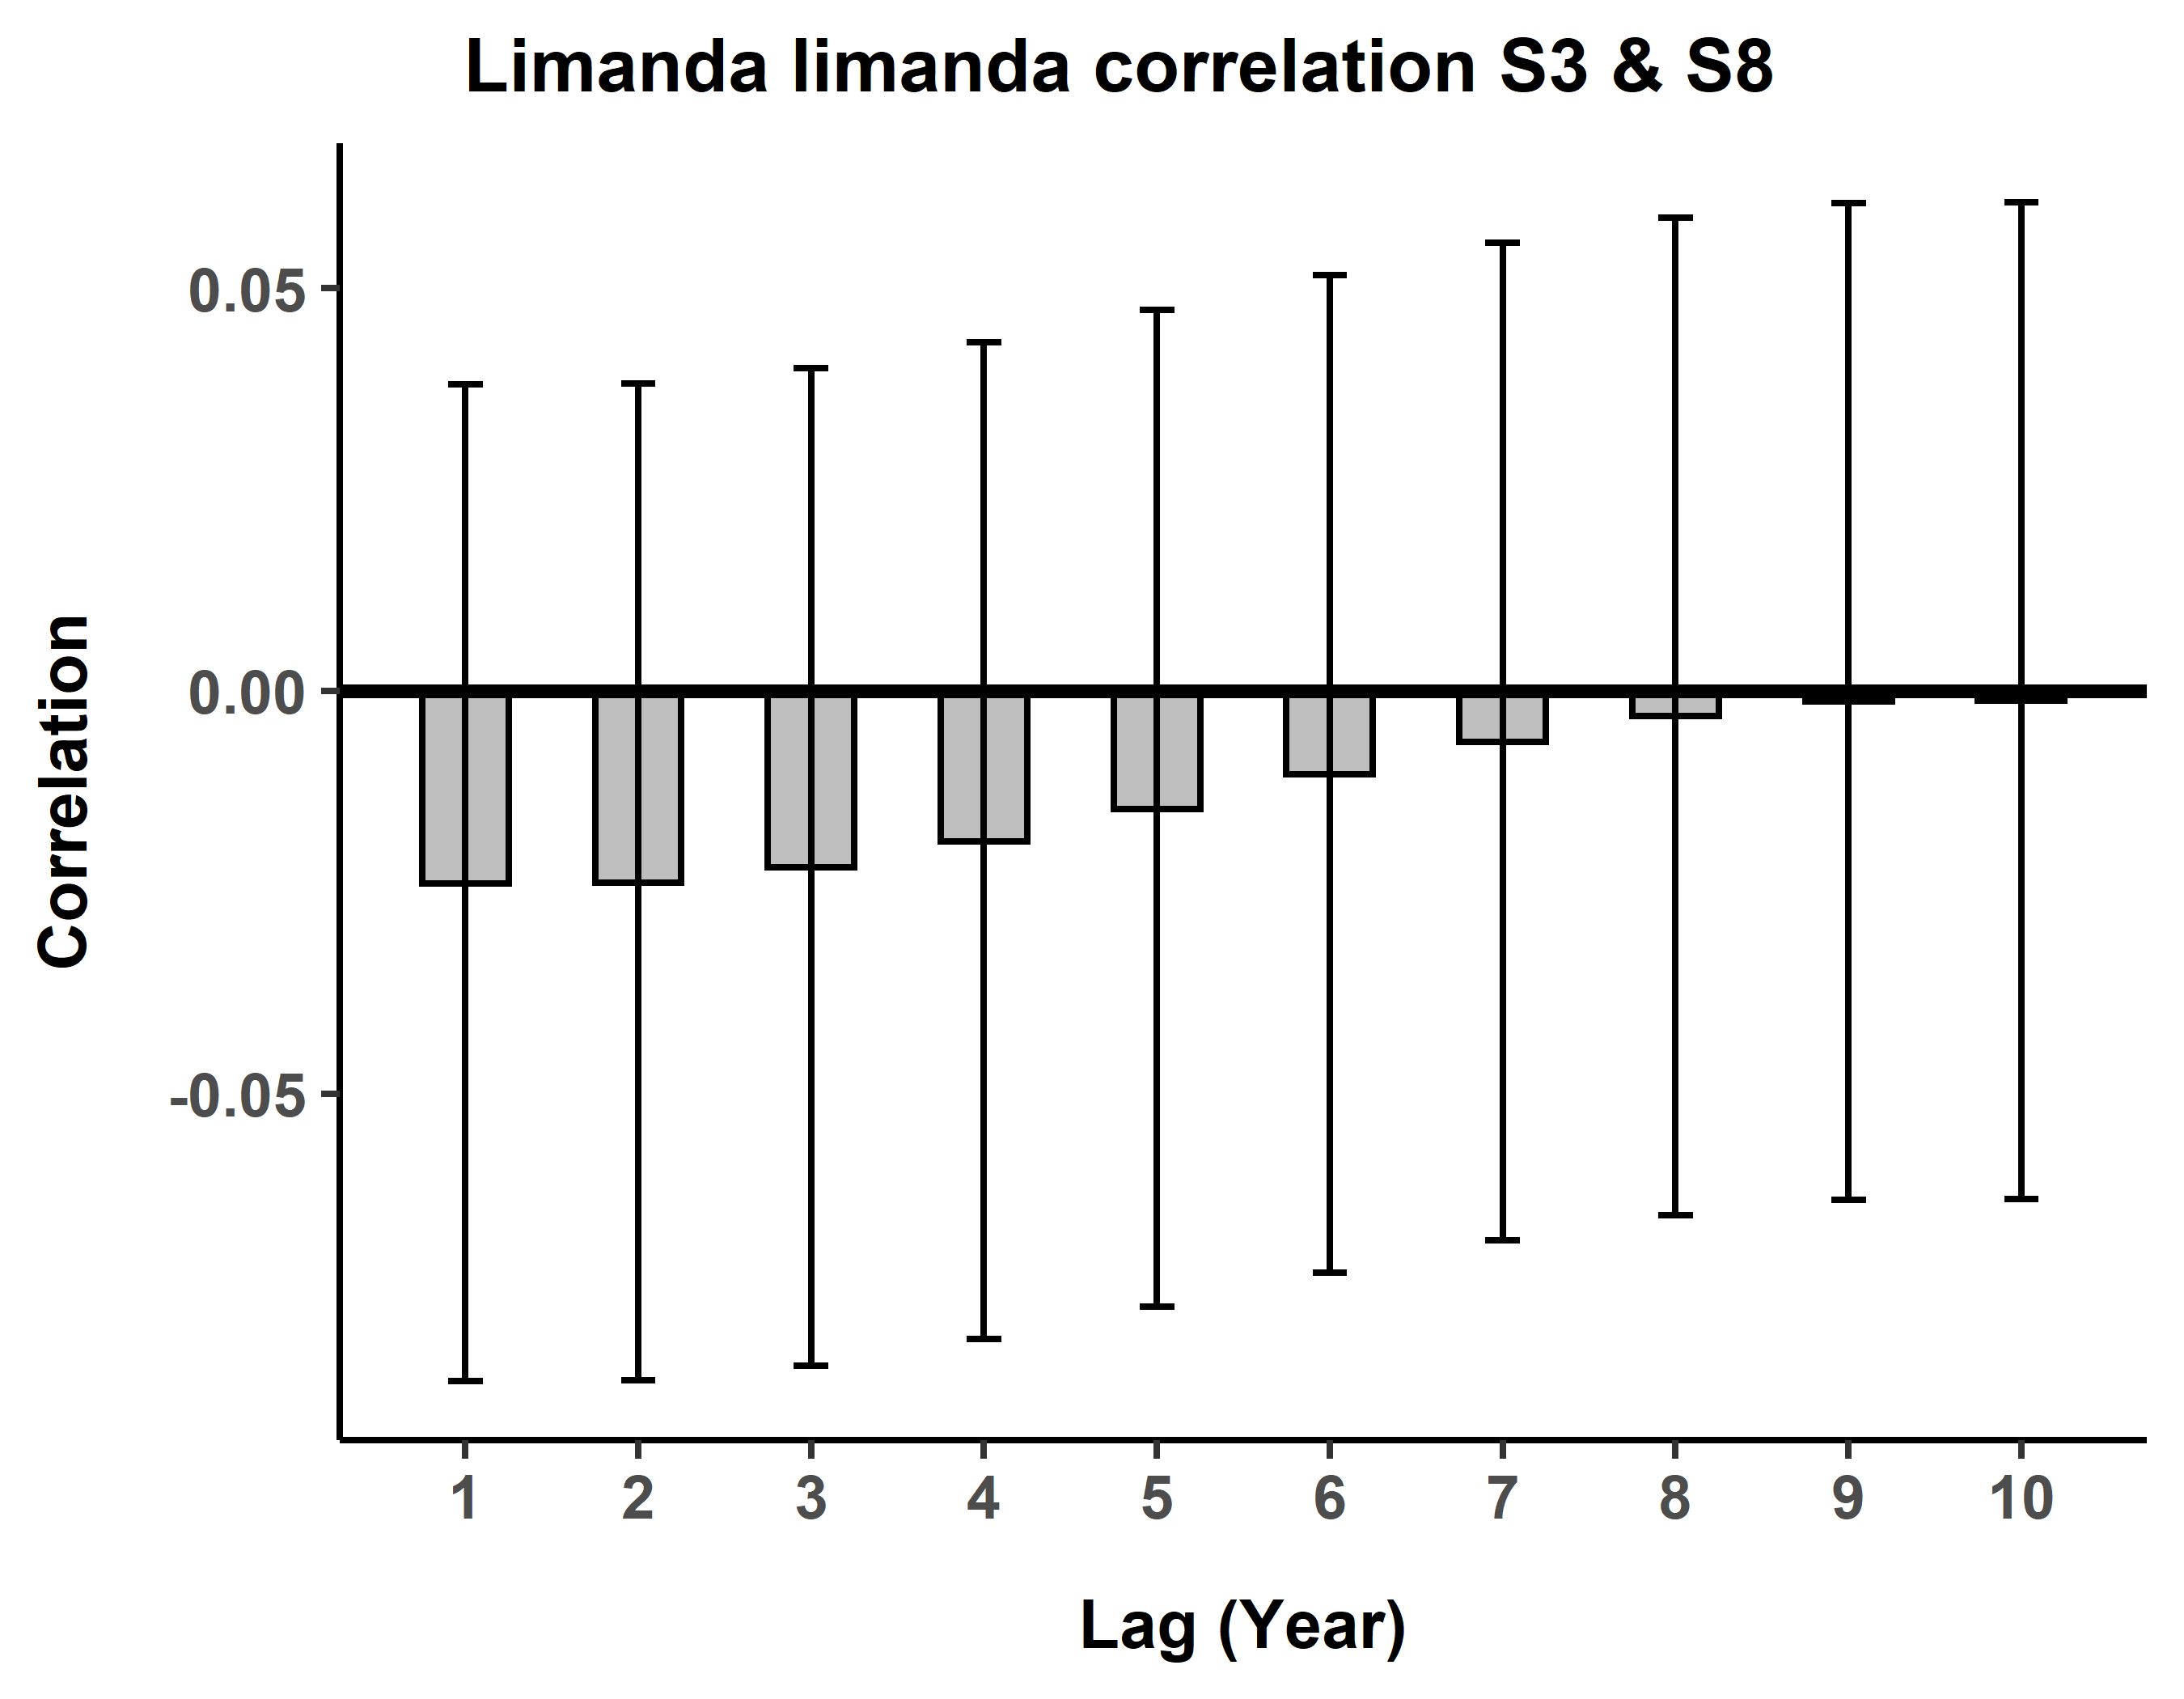 Limanda limanda correlation S3 & S8
Correlation
0.05
0.00
-0.05
1 2 3 4 5 6 7 8 9 10
Lag (Year)